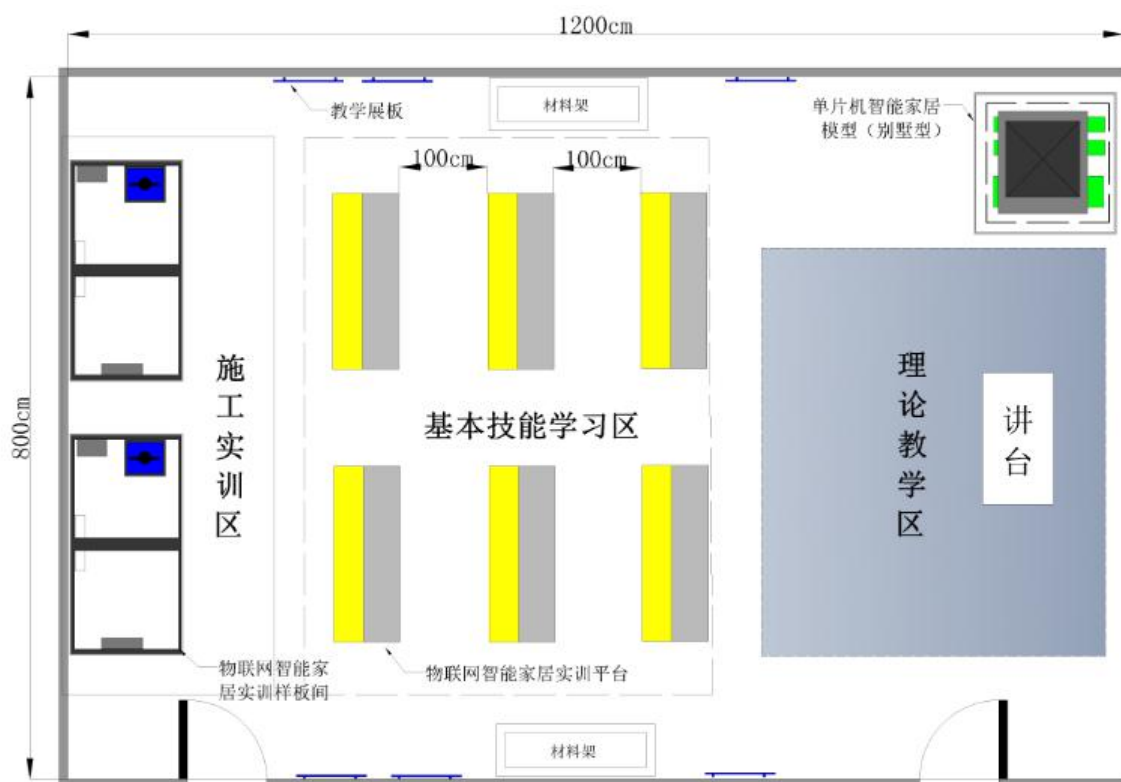 1200cm
教学展板
材料架
单片机智能家居
模型（别墅型）
100cm
100cm
800cm
施工实训区
基本技能学习区
理论教学区
讲台
物联网智能家
居实训样板间
物联网智能家居实训平台
材料架